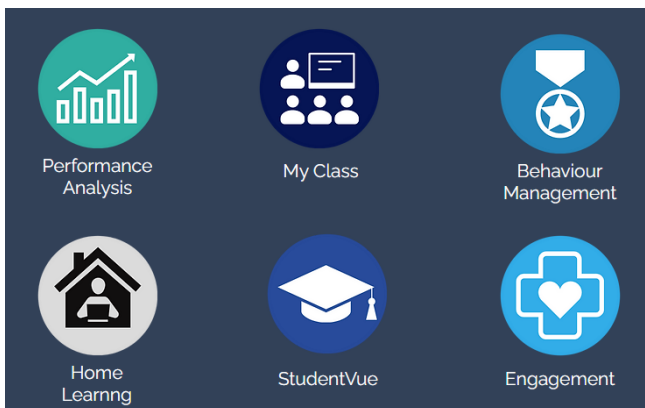 Performance
Analysis
My Class
Behaviour
Management
Home
Learnng
StudentVue
Engagement